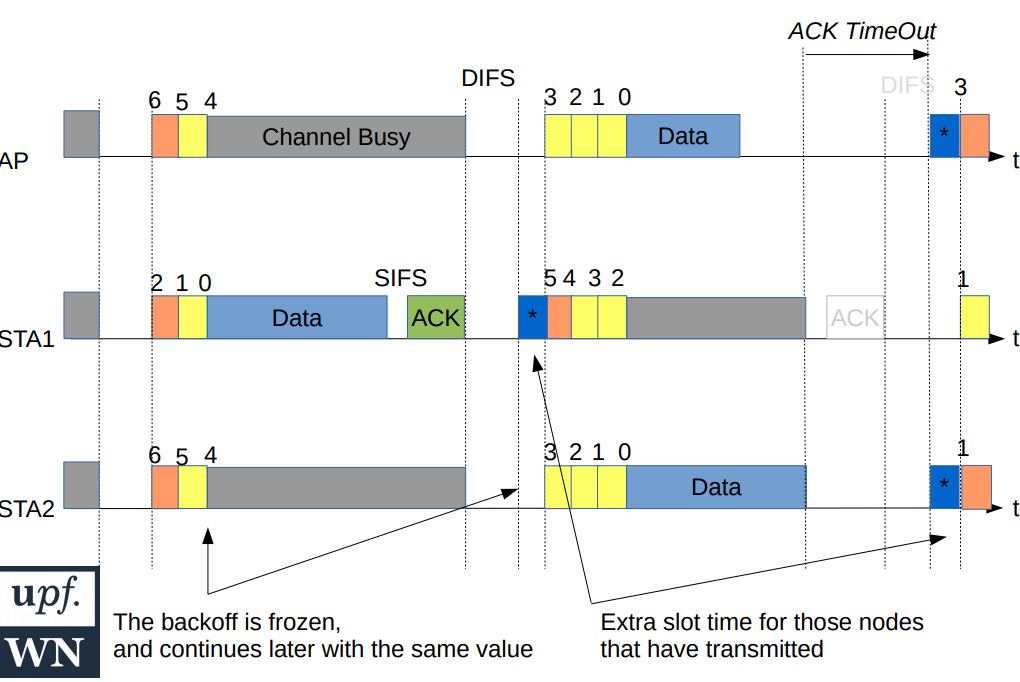 ACK TimeOut
DIFS
DIFS
6 5 4
3 2 1 0
3
AP
Channel Busy
Data
*
t
2 1 0
SIFS
5 4 3 2
1
STA1
Data
ACK
*
ACK
t
6 5 4
3 2 1 0
1
STA2
Data
*
t
The backoff is frozen,
and continues later with the same value
Extra slot time for those nodes
that have transmitted
upf.
WN